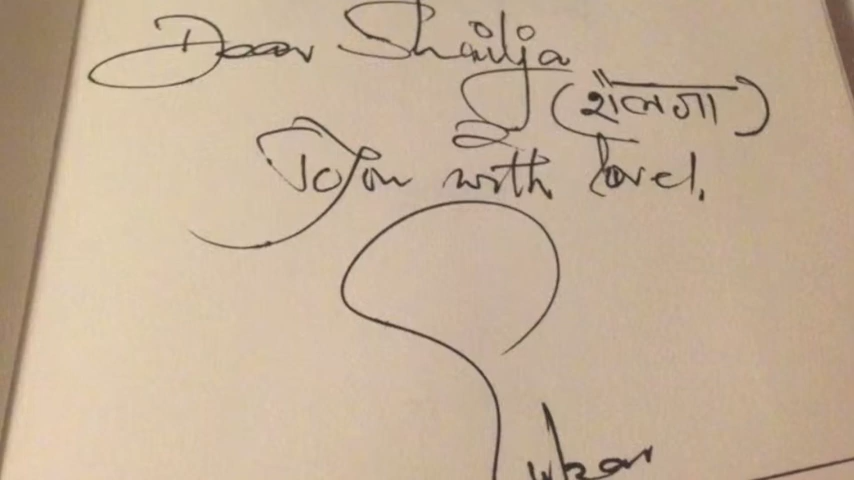 Dear Shailja
(शैलजा)
To you with love.